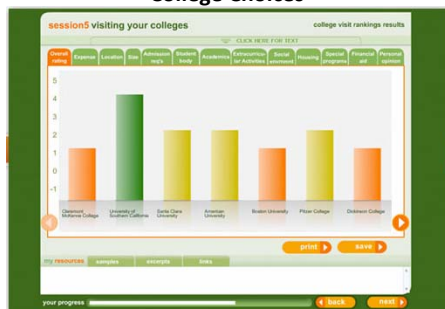 College Choices
session5 visiting your colleges
college visit rankings results
CLICK HERE FOR TEXT
Overall rating
Expense
Location
Size
Admission req's
Student body
Academics
Extracurricular Activities
Social
Housing
Special programs
Financial aid
Personal opinion
5
4
3
2
1
0
-1
Claremont McKenna College
University of Southern California
Santa Clara University
American University
Boston University
Pitzer College
Dickinson College
print
save
my resources
samples
excerpts
links
your progress
back
next